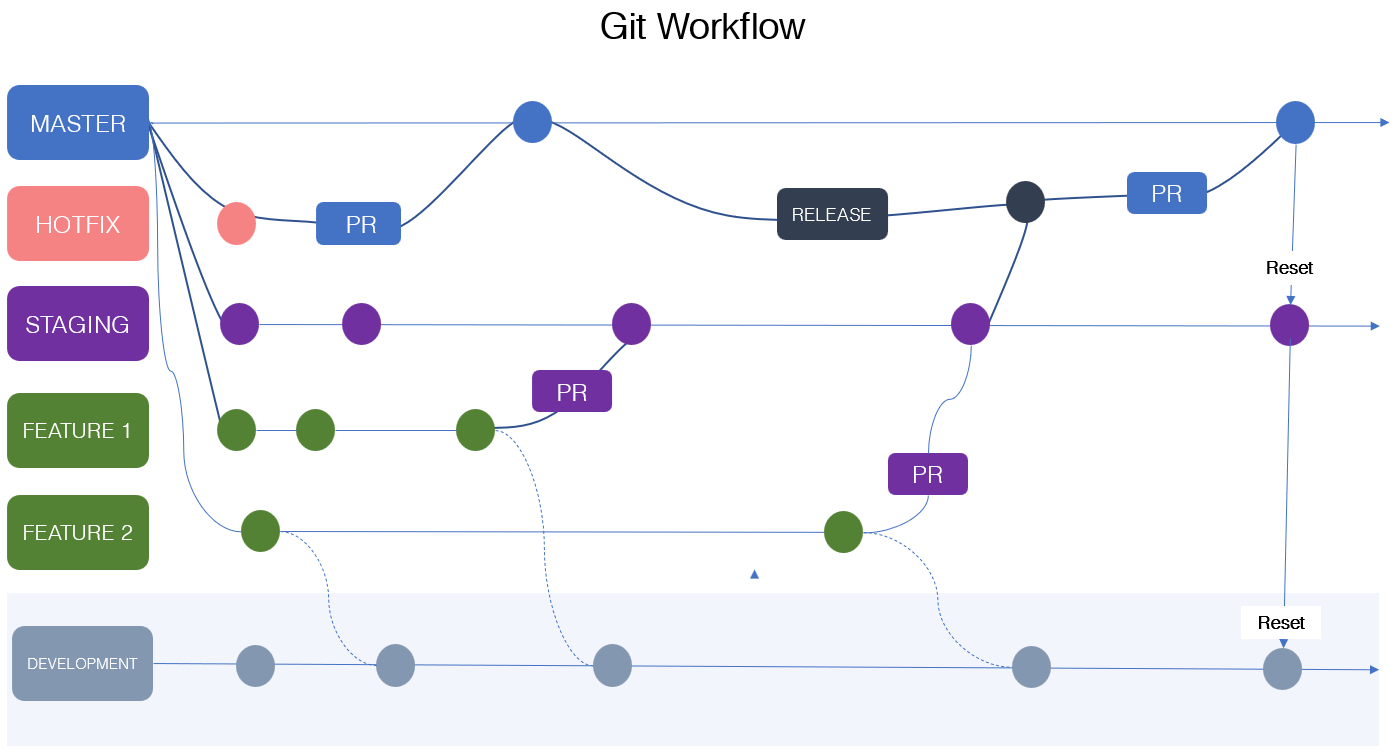 Git Workflow
MASTER
HOTFIX
PR
RELEASE
PR
Reset
STAGING
PR
FEATURE 1
PR
FEATURE 2
Reset
DEVELOPMENT